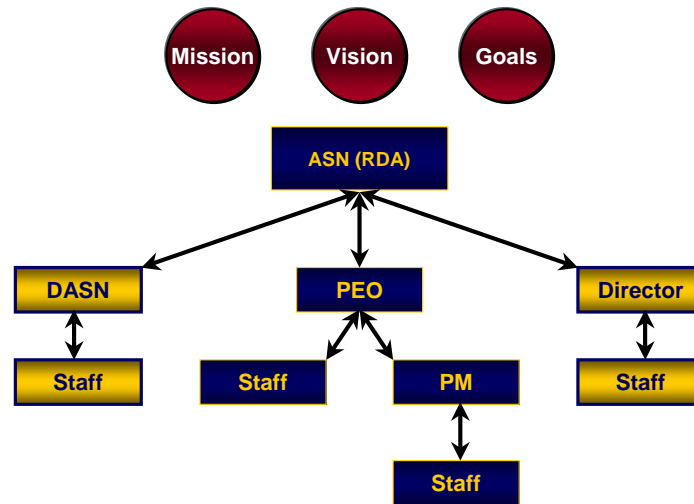 Mission
Vision
Goals
ASN (RDA)
DASN
PEO
Director
Staff
Staff
PM
Staff
Staff